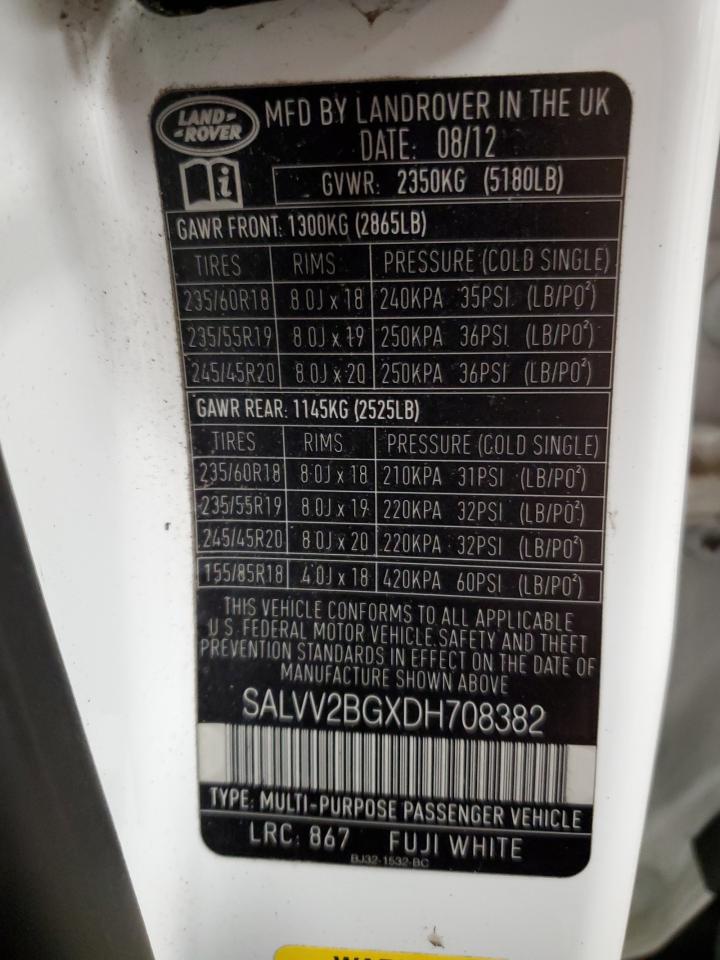 LAND ROVER
MFD BY LANDROVER IN THE UK
DATE: 08/12
GVWR: 2350KG (5180LB)
GAWR FRONT: 1300KG (2865LB)
TIRES RIMS PRESSURE (COLD SINGLE)
235/60R18 8.0J x 18 240KPA 35PSI (LB/PO²)
235/55R19 8.0J x 19 250KPA 36PSI (LB/PO²)
245/45R20 8.0J x 20 250KPA 36PSI (LB/PO²)
GAWR REAR: 1145KG (2525LB)
TIRES RIMS PRESSURE (COLD SINGLE)
235/60R18 8.0J x 18 210KPA 31PSI (LB/PO²)
235/55R19 8.0J x 19 220KPA 32PSI (LB/PO²)
245/45R20 8.0J x 20 220KPA 32PSI (LB/PO²)
155/85R18 4.0J x 18 420KPA 60PSI (LB/PO²)
THIS VEHICLE CONFORMS TO ALL APPLICABLE
U.S. FEDERAL MOTOR VEHICLE SAFETY AND THEFT
PREVENTION STANDARDS IN EFFECT ON THE DATE OF
MANUFACTURE SHOWN ABOVE
SALVV2BGXDH708382
TYPE: MULTI-PURPOSE PASSENGER VEHICLE
LRC: 867 FUJI WHITE
BJ32-1532-BC